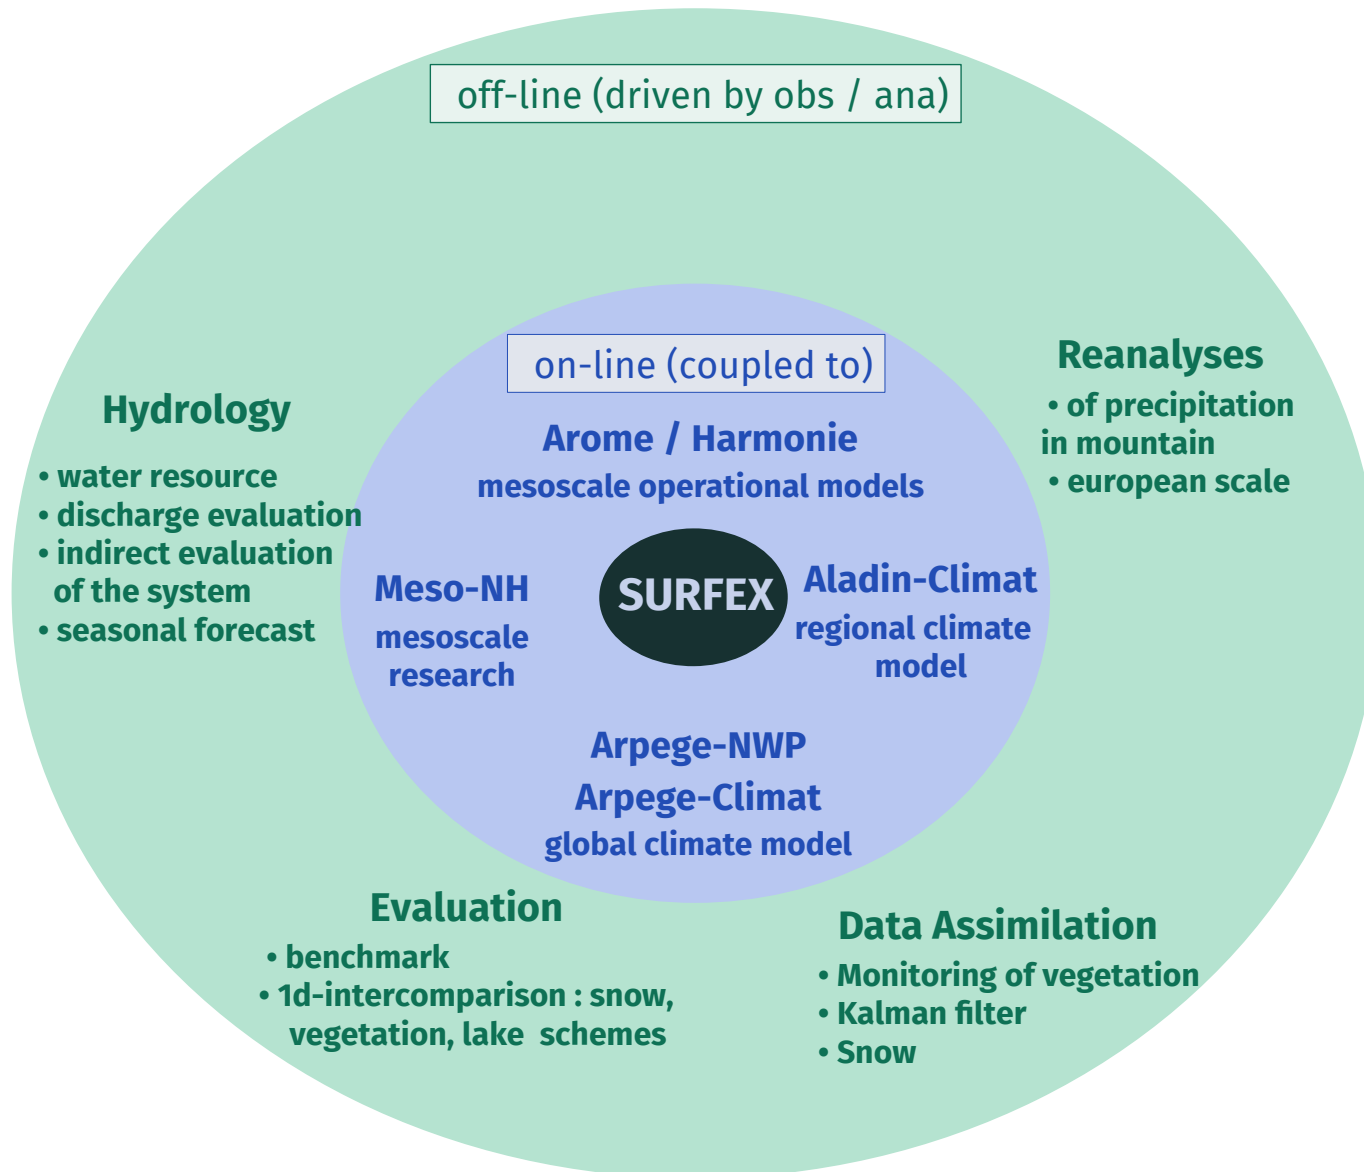 off-line (driven by obs / ana)
on-line (coupled to)
Arome / Harmonie
mesoscale operational models
SURFEX
Meso-NH
mesoscale
research
Aladin-Climat
regional climate
model
Arpege-NWP
Arpege-Climat
global climate model
Hydrology
• water resource
• discharge evaluation
• indirect evaluation
of the system
• seasonal forecast
Reanalyses
• of precipitation
in mountain
• european scale
Evaluation
• benchmark
• 1d-intercomparison : snow,
vegetation, lake schemes
Data Assimilation
• Monitoring of vegetation
• Kalman filter
• Snow